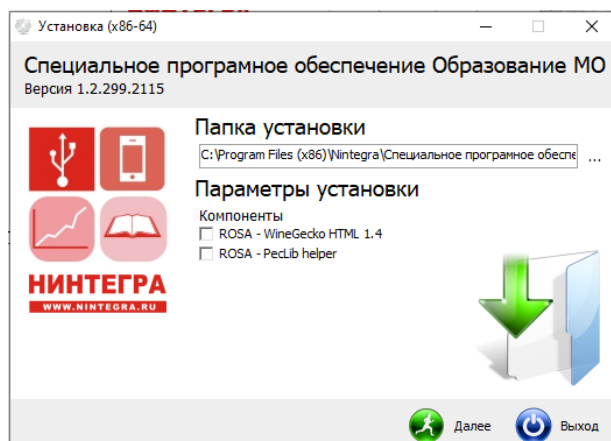 Установка (x86-64)
Специальное програмное обеспечение Образование МО
Версия 1.2.299.2115
Папка установки
C:\Program Files (x86)\Nintegra\Специальное програмное обеспе
...
Параметры установки
Компоненты
ROSA - WineGecko HTML 1.4
ROSA - PecLib helper
НИНТЕГРА
WWW.NINTEGRA.RU
Далее
Выход